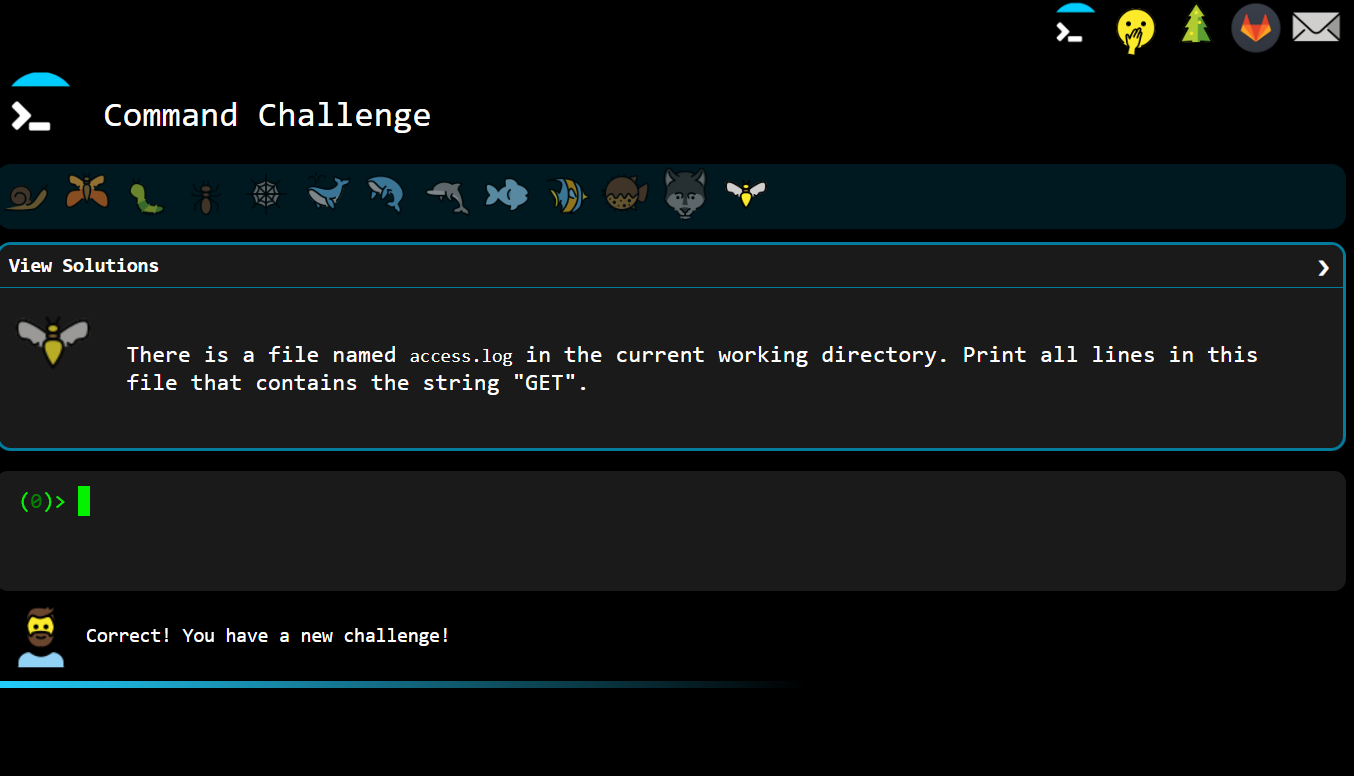 Command Challenge
View Solutions
There is a file named access.log in the current working directory. Print all lines in this
file that contains the string "GET".
(0)>
Correct! You have a new challenge!